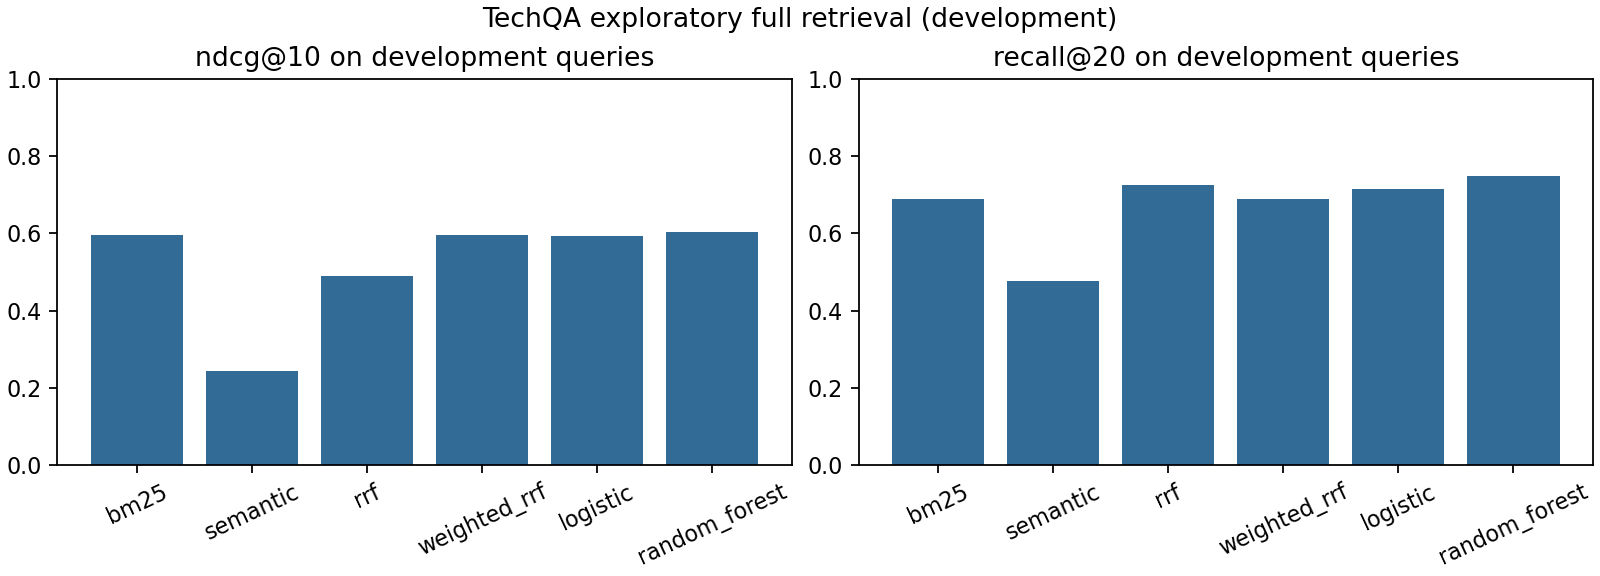 TechQA exploratory full retrieval (development)
ndcg@10 on development queries
1.0
0.8
0.6
0.4
0.2
0.0
bm25
semantic
rrf
weighted_rrf
logistic
random_forest
recall@20 on development queries
1.0
0.8
0.6
0.4
0.2
0.0
bm25
semantic
rrf
weighted_rrf
logistic
random_forest